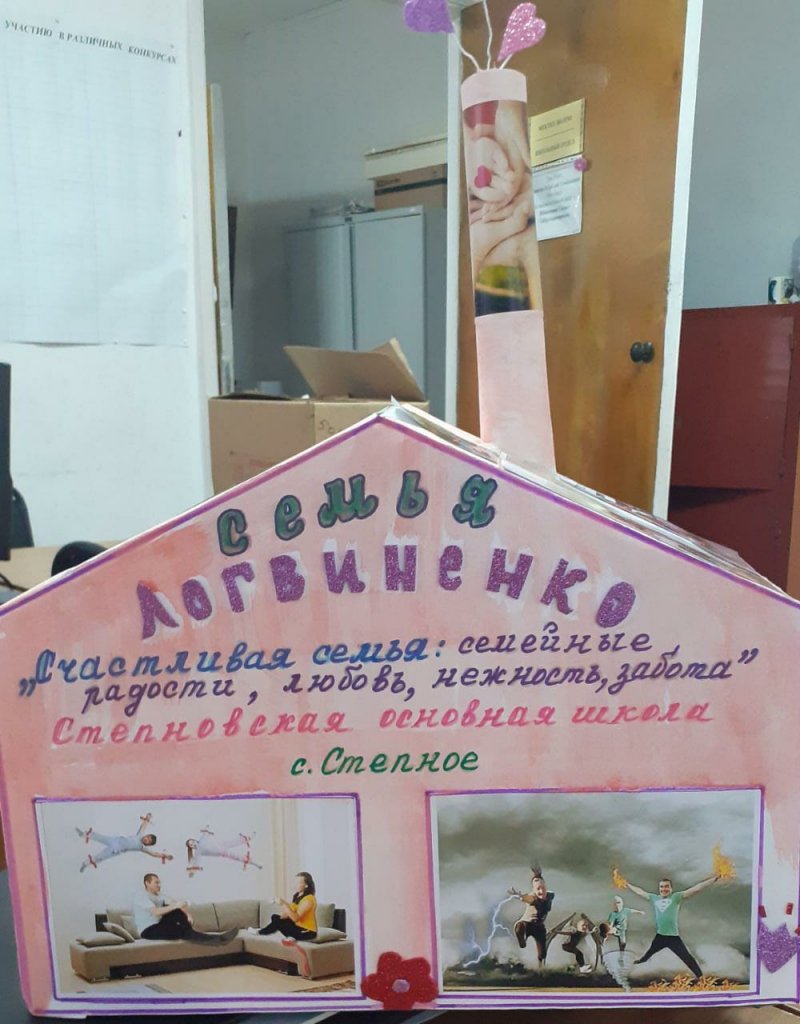 УЧАСТИЮ В РАЗЛИЧНЫХ КОНКУРСАХ
семья
Логвиненко
„Счастливая семья: семейные
радости, любовь, нежность, забота”
Степновская основная школа
с. Степное